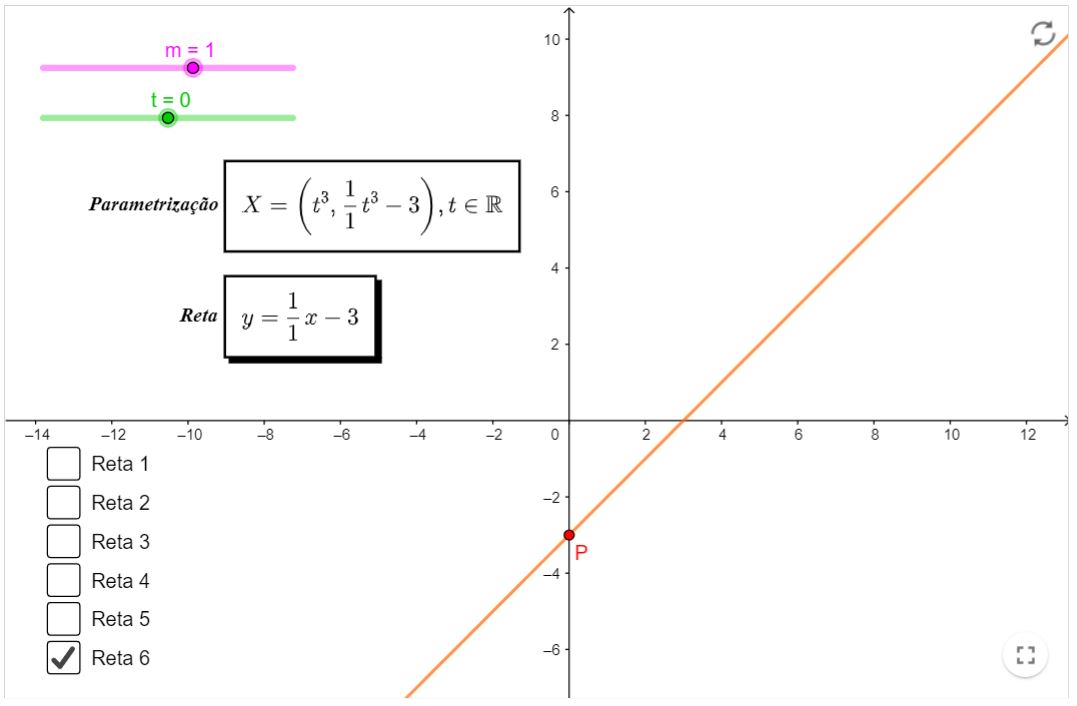 m = 1
t = 0
Parametrização X = (t³, 1/1 t³ − 3), t ∈ ℝ
Reta y = 1/1 x − 3
10
8
6
4
2
–14 –12 –10 –8 –6 –4 –2 0 2 4 6 8 10 12
Reta 1
Reta 2
–2
Reta 3
P
Reta 4
–4
Reta 5
Reta 6
–6